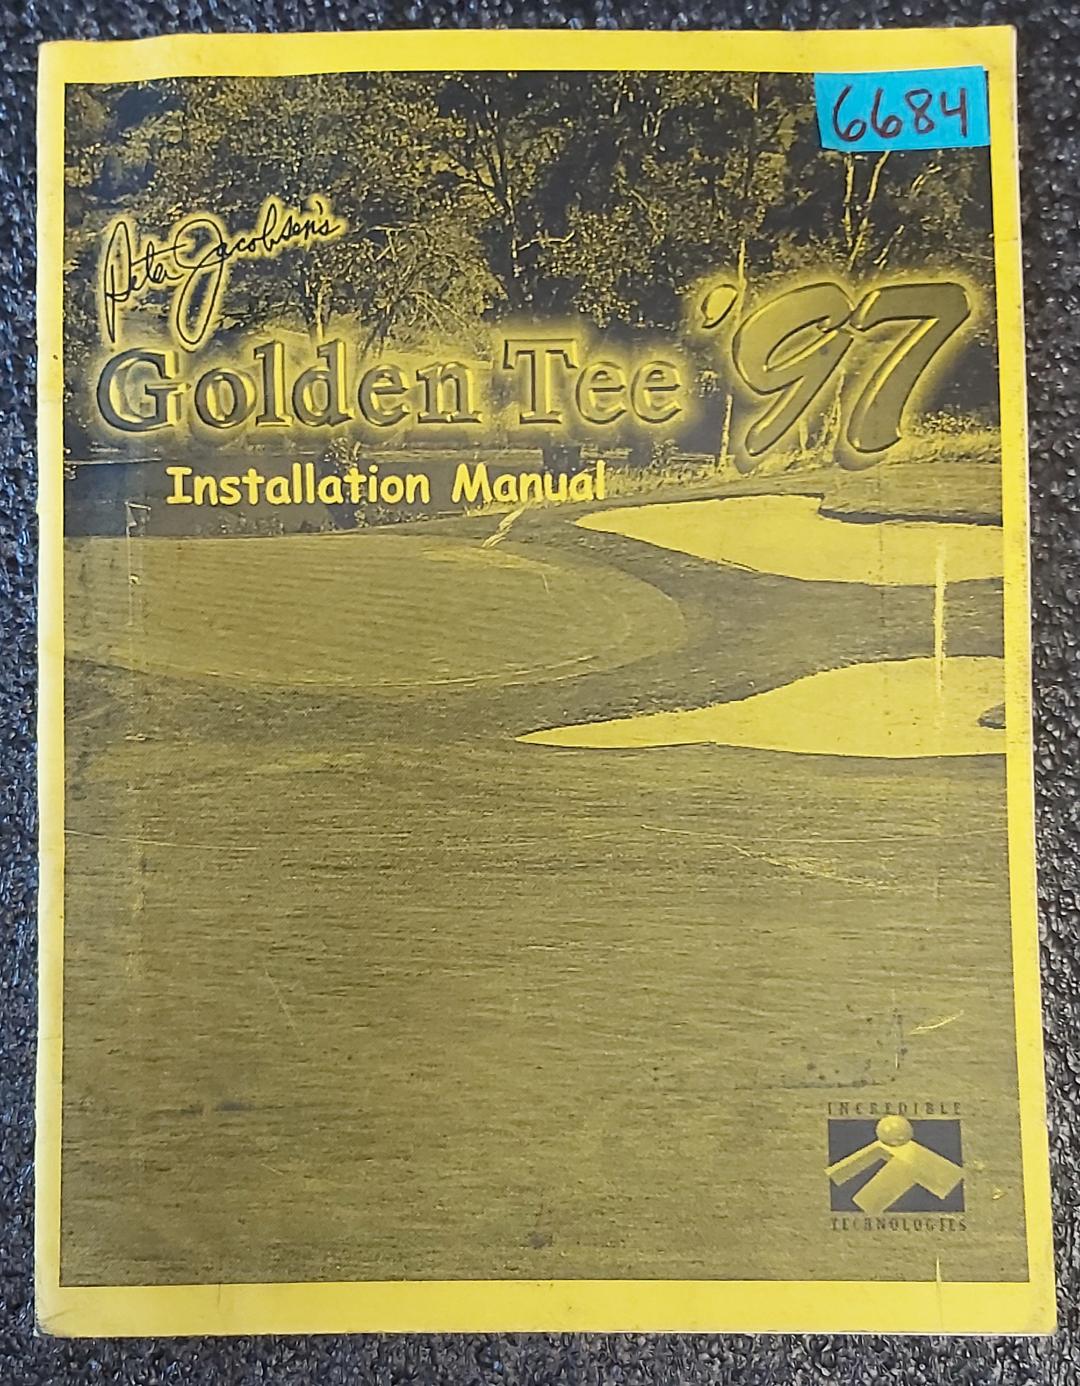 6684
Peter Jacobsen's
Golden Tee '97
Installation Manual
INCREDIBLE
TECHNOLOGIES